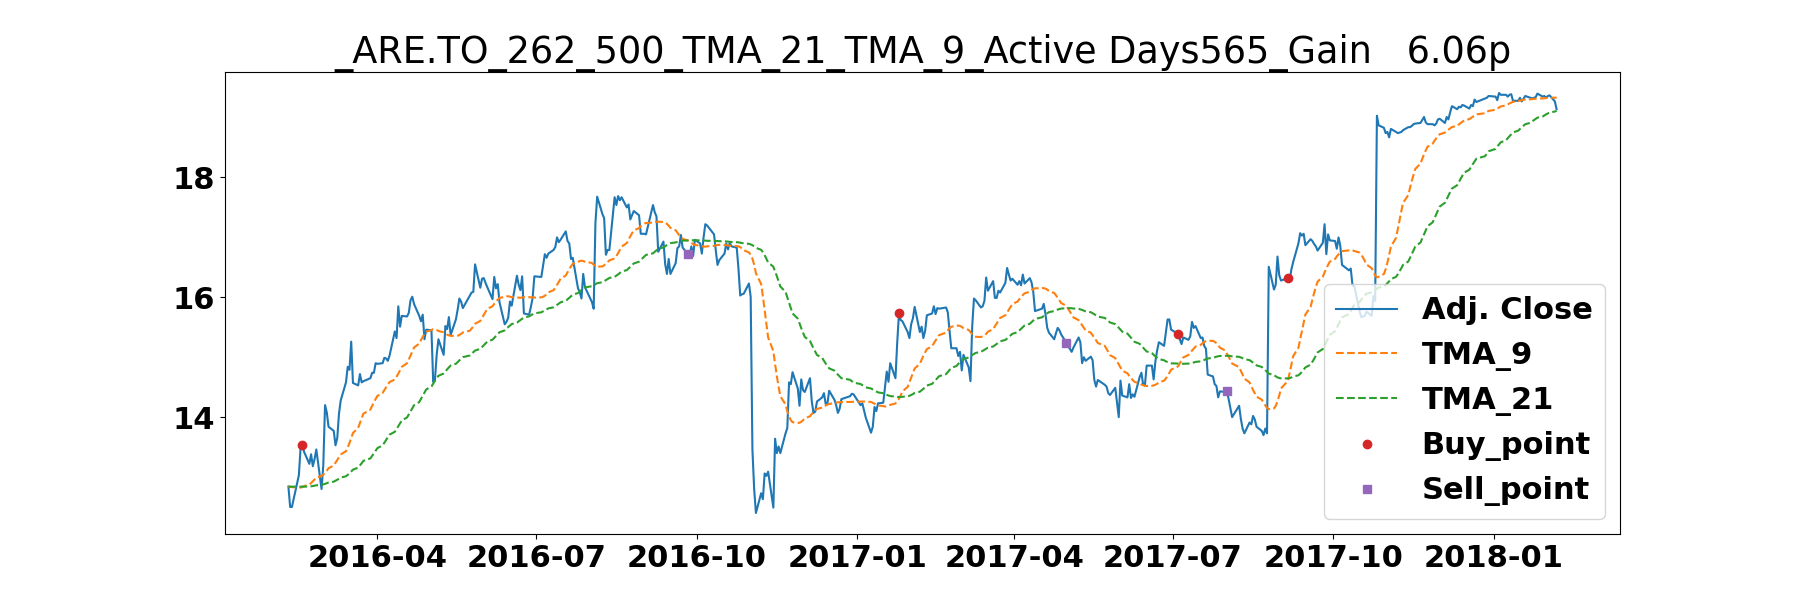 _ARE.TO_262_500_TMA_21_TMA_9_Active Days565_Gain   6.06p
18
16
14
Adj. Close
TMA_9
TMA_21
Buy_point
Sell_point
2016-04 2016-07 2016-10 2017-01 2017-04 2017-07 2017-10 2018-01